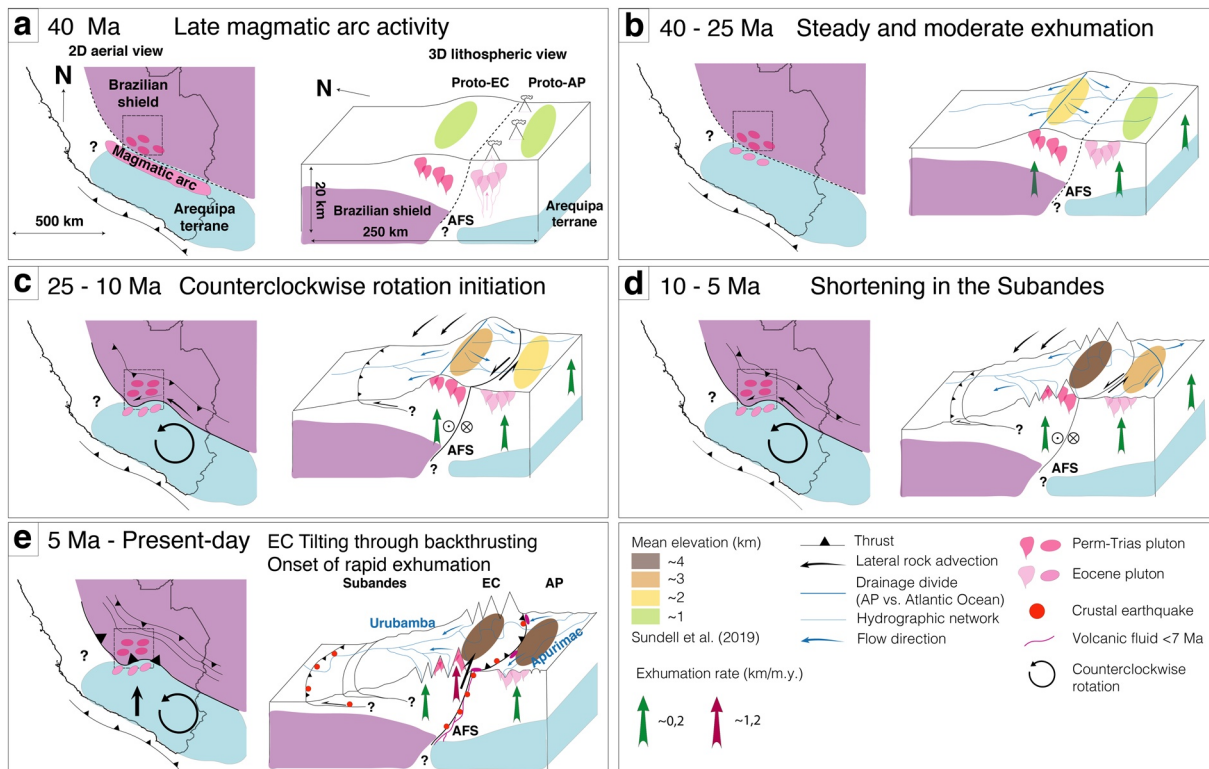 a 40 Ma Late magmatic arc activity
2D aerial view
3D lithospheric view
N
Brazilian
shield
?
Magmatic arc
Arequipa
terrane
500 km
N
Proto-EC Proto-AP
20 km
Brazilian shield
AFS
?
250 km
Arequipa
terrane
b 40 - 25 Ma Steady and moderate exhumation
?
AFS
?
c 25 - 10 Ma Counterclockwise rotation initiation
?
?
AFS
?
d 10 - 5 Ma Shortening in the Subandes
?
?
AFS
?
e 5 Ma - Present-day EC Tilting through backthrusting
Onset of rapid exhumation
Subandes EC AP
Urubamba
Apurimac
?
?
?
AFS
?
Mean elevation (km)
~4
~3
~2
~1
Sundell et al. (2019)
Exhumation rate (km/m.y.)
~0,2 ~1,2
Thrust
Lateral rock advection
Drainage divide
(AP vs. Atlantic Ocean)
Hydrographic network
Flow direction
Perm-Trias pluton
Eocene pluton
Crustal earthquake
Volcanic fluid <7 Ma
Counterclockwise
rotation